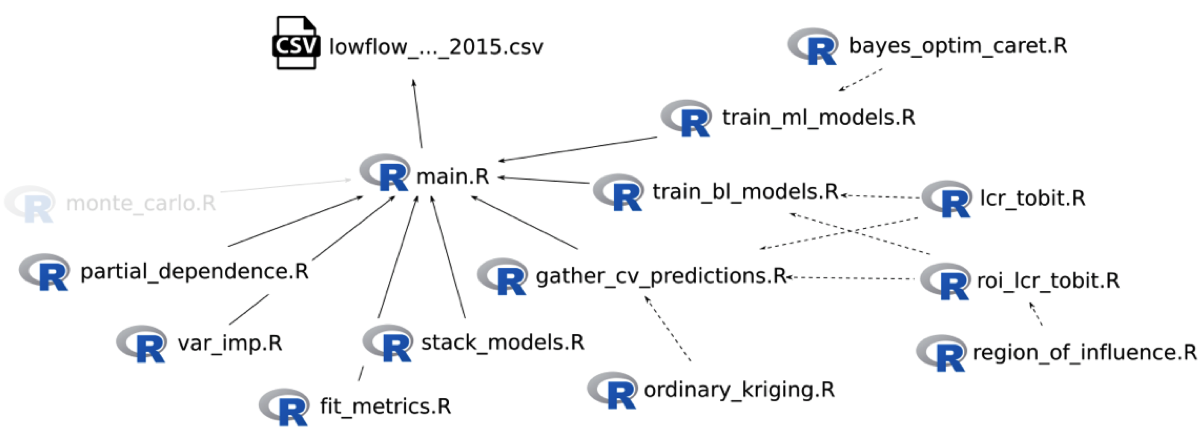 CSV lowflow_..._2015.csv
R bayes_optim_caret.R
R train_ml_models.R
R main.R
R train_bl_models.R
R lcr_tobit.R
R monte_carlo.R
R partial_dependence.R
R gather_cv_predictions.R
R roi_lcr_tobit.R
R var_imp.R
R stack_models.R
R region_of_influence.R
R fit_metrics.R
R ordinary_kriging.R